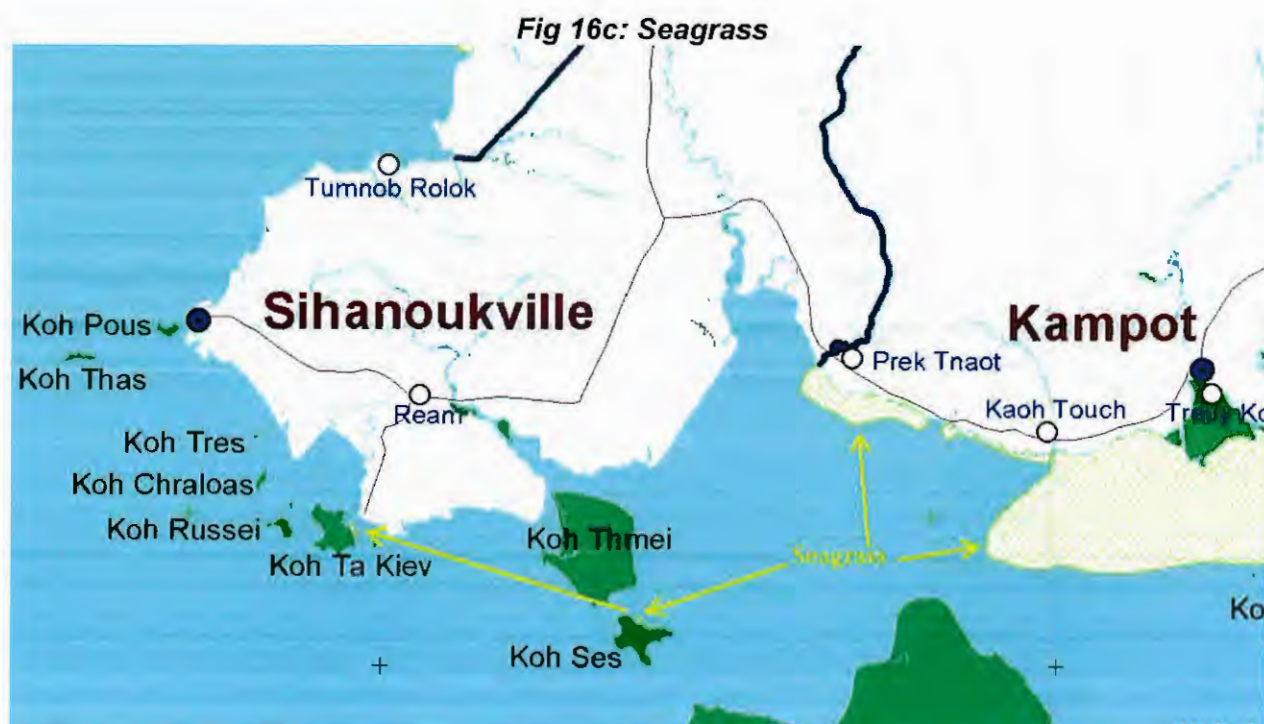 Fig 16c: Seagrass
Tumnob Rolok
Sihanoukville
Koh Pous
Koh Thas
Kampot
Prek Tnaot
Ream
Kaoh Touch
Koh Tres
Koh Chraloas
Koh Russei
Koh Ta Kiev
Koh Thmei
Seagrass
Koh Ses
Ko